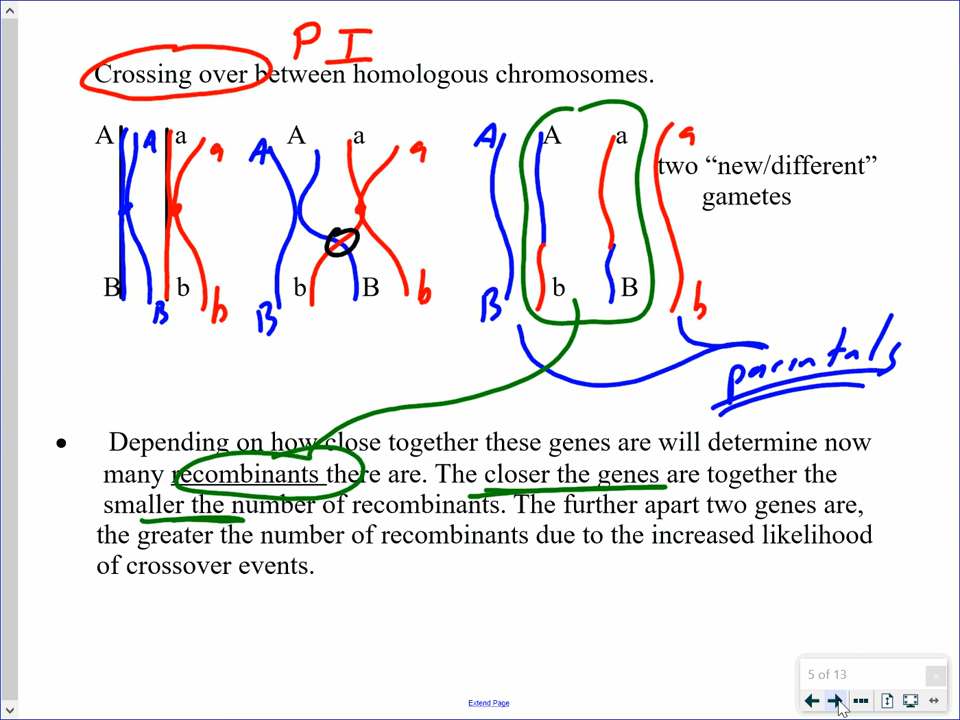 P I
Crossing over between homologous chromosomes.
A A a a A A a a A A a a
two “new/different”
gametes
B B b b B b B b B b B b
parentals
• Depending on how close together these genes are will determine now
many recombinants there are. The closer the genes are together the
smaller the number of recombinants. The further apart two genes are,
the greater the number of recombinants due to the increased likelihood
of crossover events.
5 of 13
Extend Page